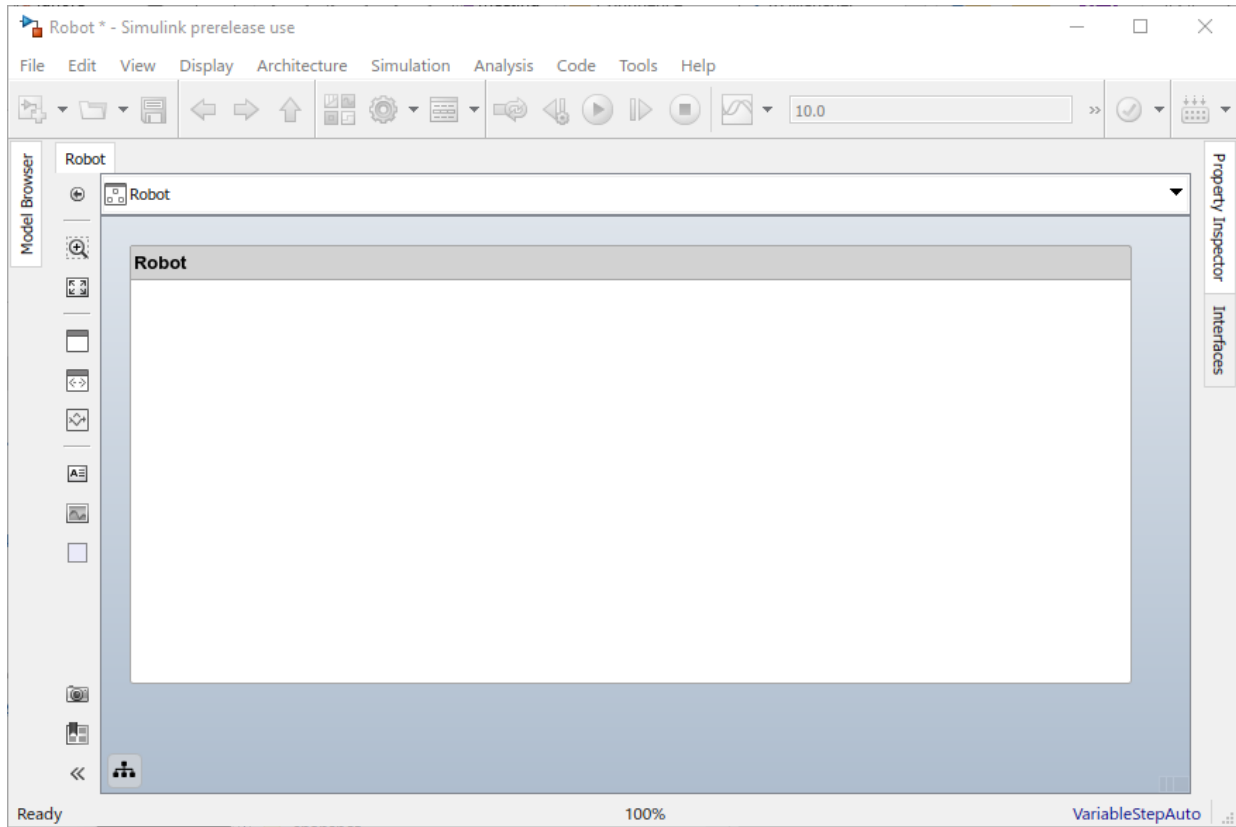 Robot * - Simulink prerelease use
File Edit View Display Architecture Simulation Analysis Code Tools Help
10.0
»
Model Browser
Robot
Robot
Property Inspector
Interfaces
Robot
Ready 100% VariableStepAuto